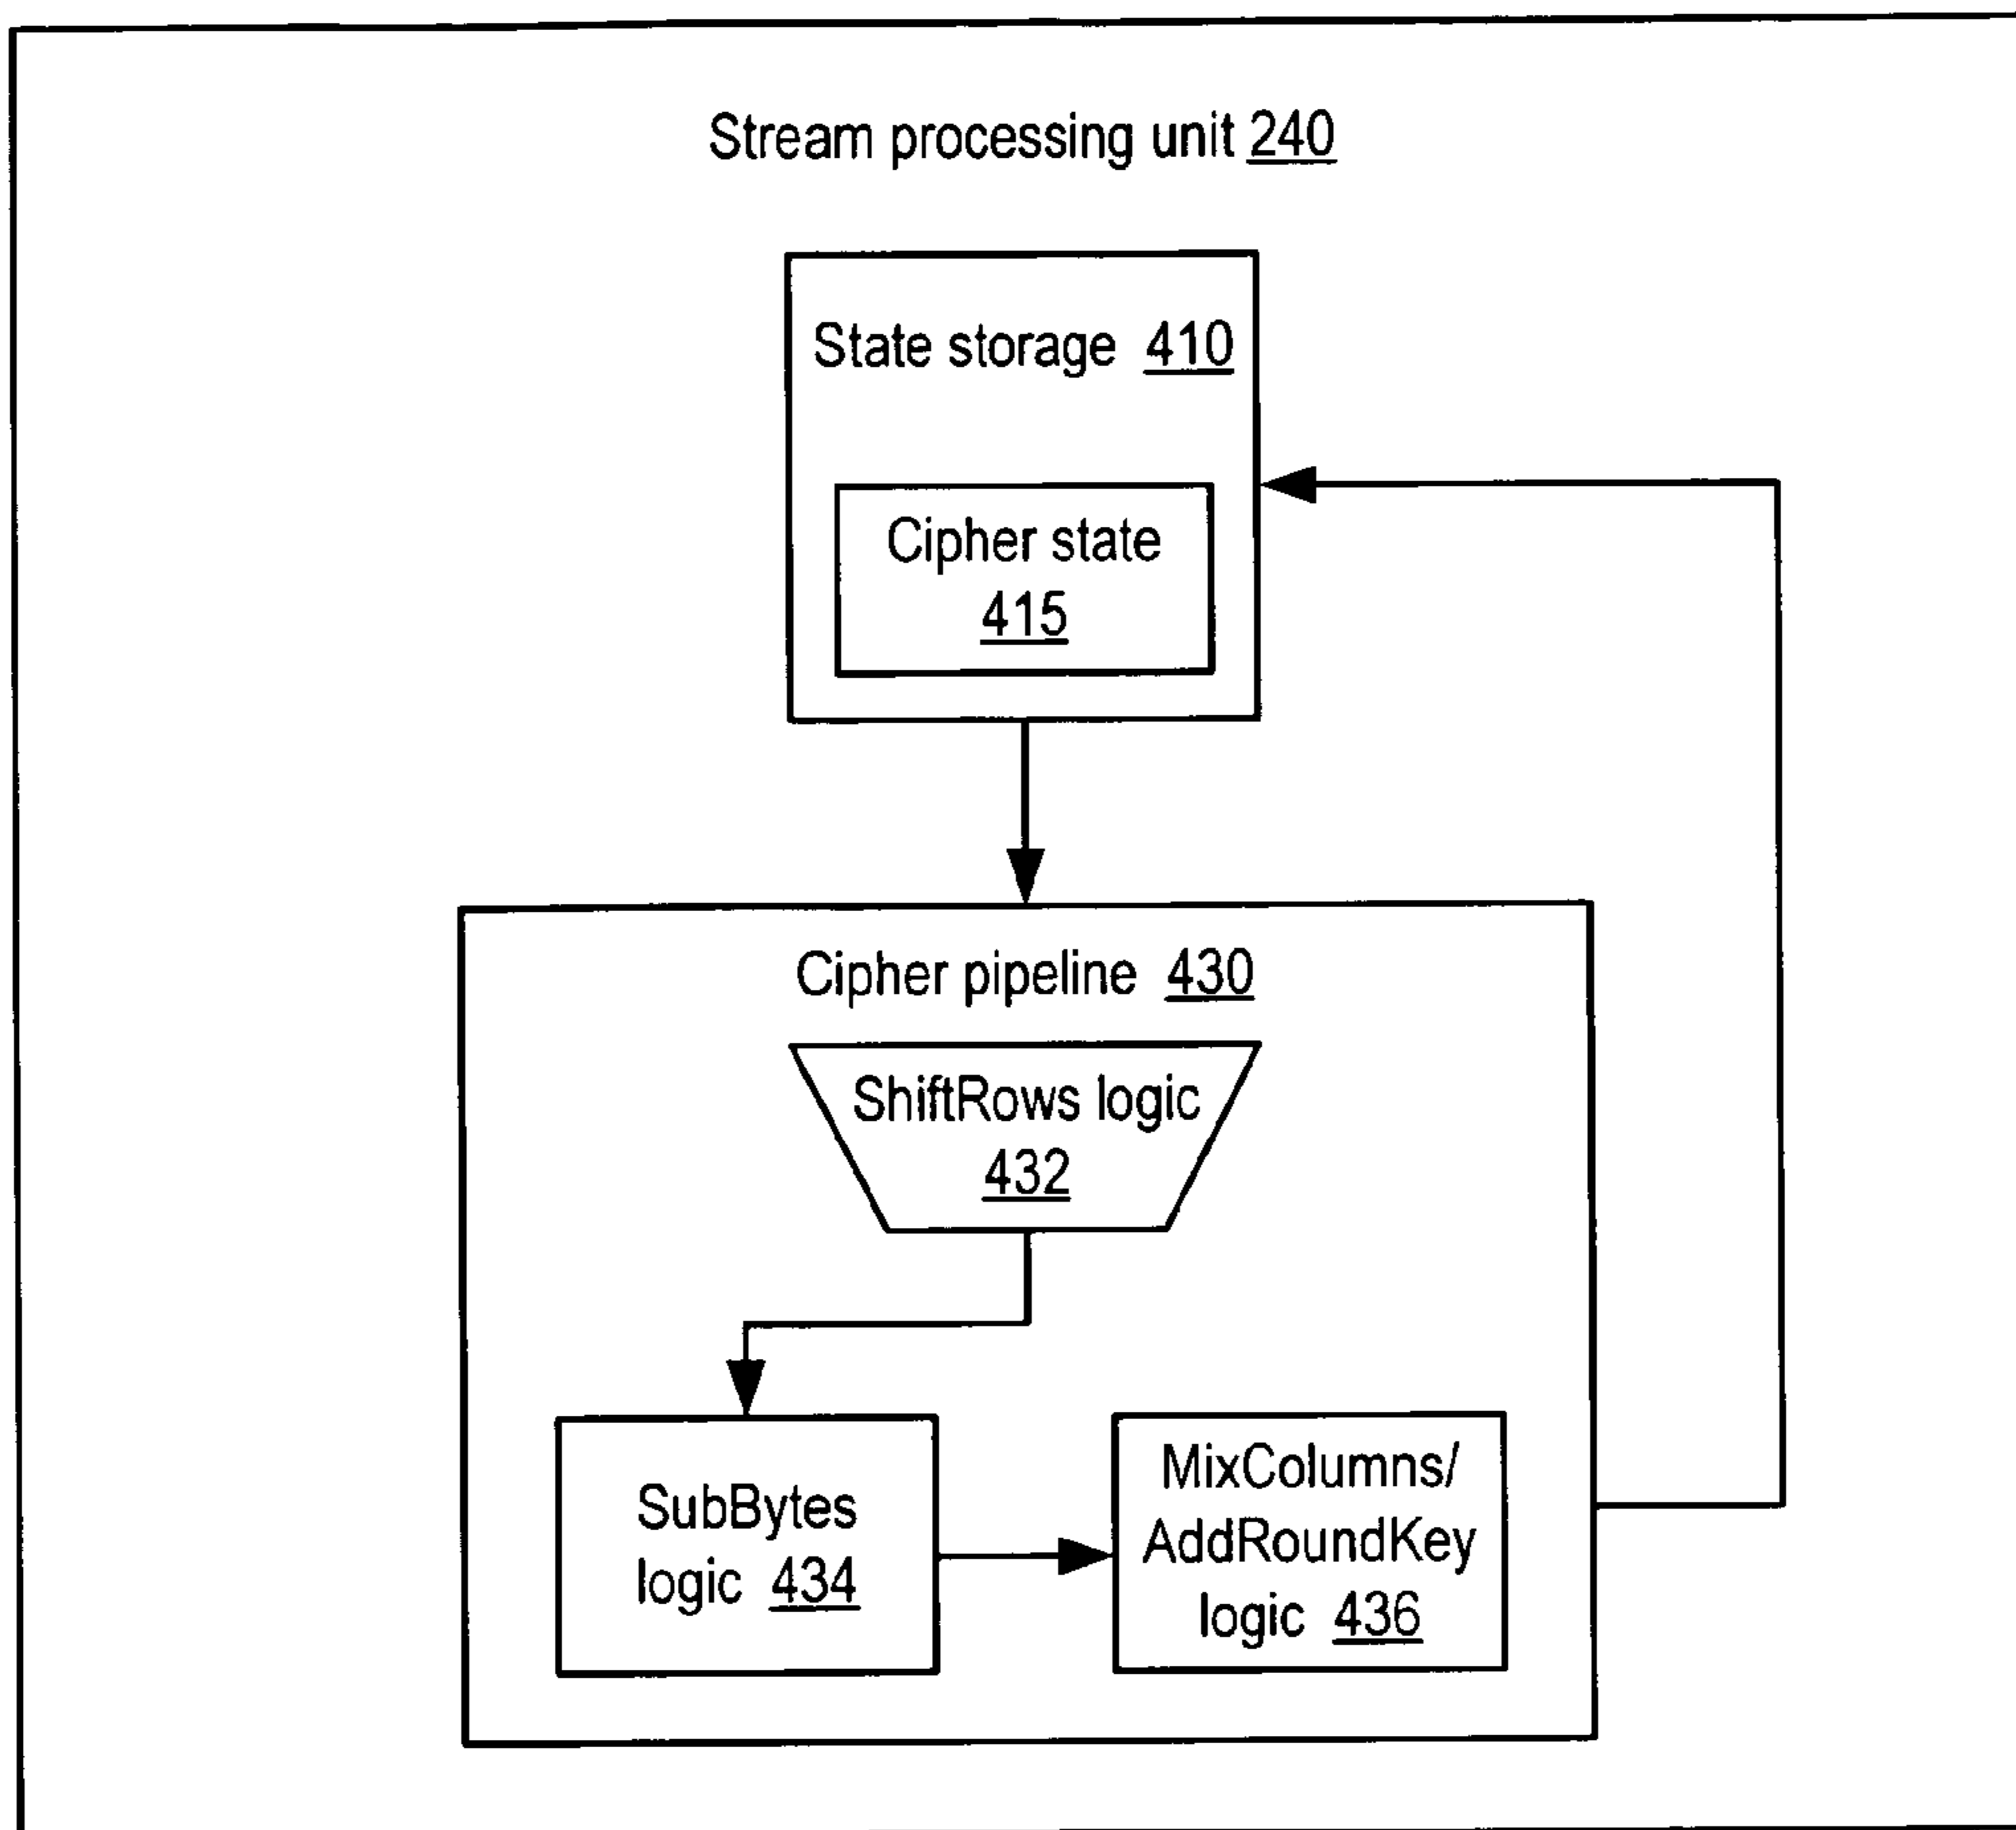 Stream processing unit 240
State storage 410
Cipher state
415
Cipher pipeline 430
ShiftRows logic
432
SubBytes
logic 434
MixColumns/
AddRoundKey
logic 436